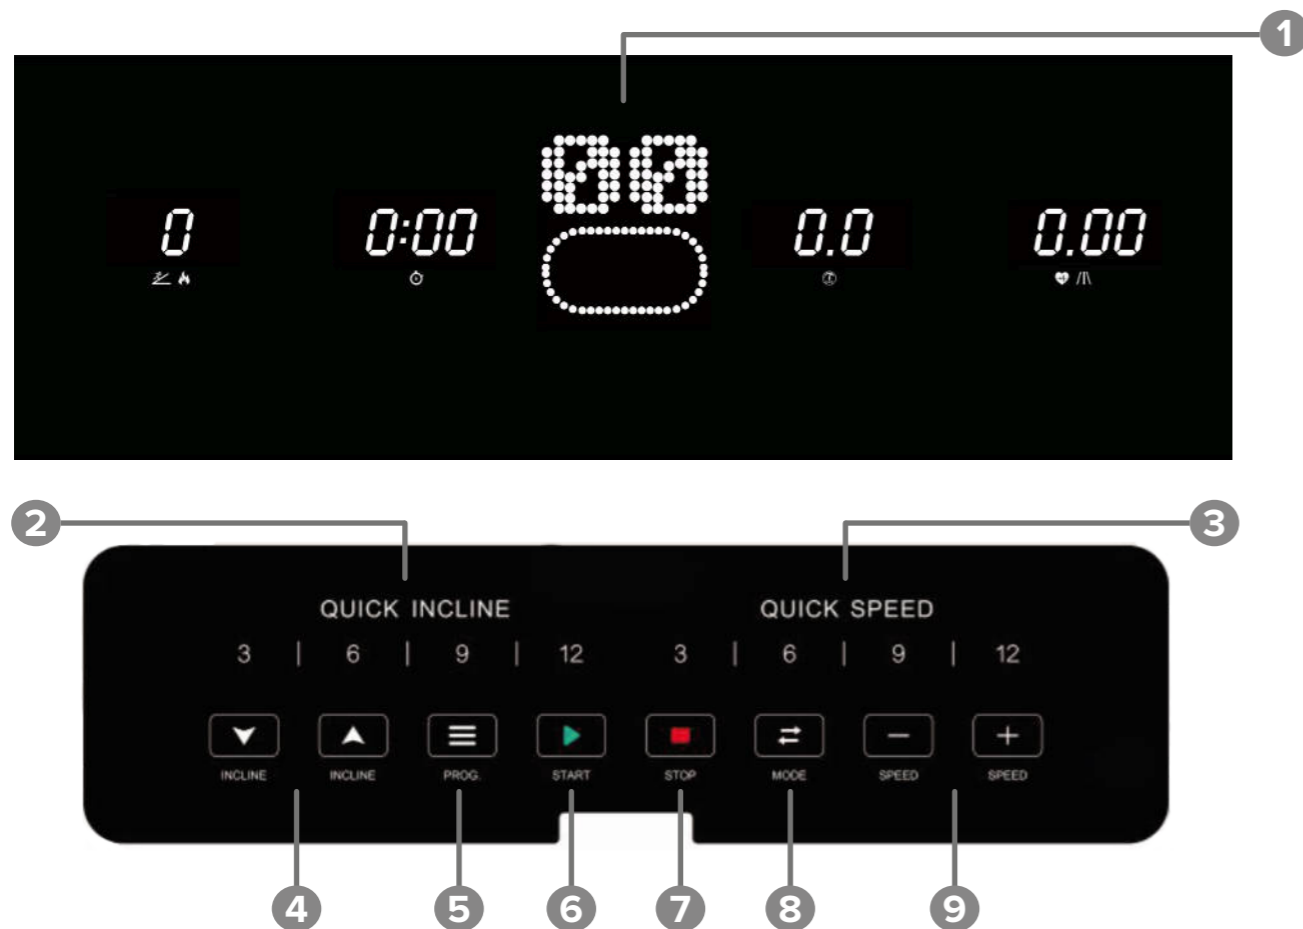 1
00
0 0:00 0.0 0.00
2 3
QUICK INCLINE QUICK SPEED
3 | 6 | 9 | 12 3 | 6 | 9 | 12
INCLINE INCLINE PROG. START STOP MODE SPEED SPEED
4 5 6 7 8 9